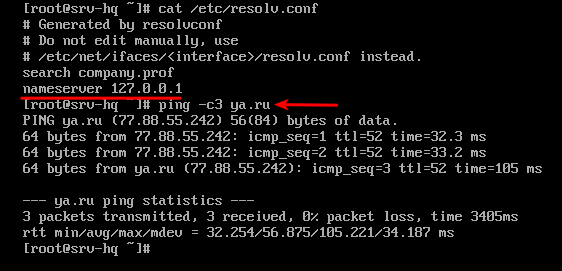 [root@srv-hq ~]# cat /etc/resolv.conf
# Generated by resolvconf
# Do not edit manually, use
# /etc/net/ifaces/<interface>/resolv.conf instead.
search company.prof
nameserver 127.0.0.1
[root@srv-hq ~]# ping -c3 ya.ru
PING ya.ru (77.88.55.242) 56(84) bytes of data.
64 bytes from 77.88.55.242: icmp_seq=1 ttl=52 time=32.3 ms
64 bytes from 77.88.55.242: icmp_seq=2 ttl=52 time=33.2 ms
64 bytes from ya.ru (77.88.55.242): icmp_seq=3 ttl=52 time=105 ms
--- ya.ru ping statistics ---
3 packets transmitted, 3 received, 0% packet loss, time 3405ms
rtt min/avg/max/mdev = 32.254/56.875/105.221/34.187 ms
[root@srv-hq ~]#